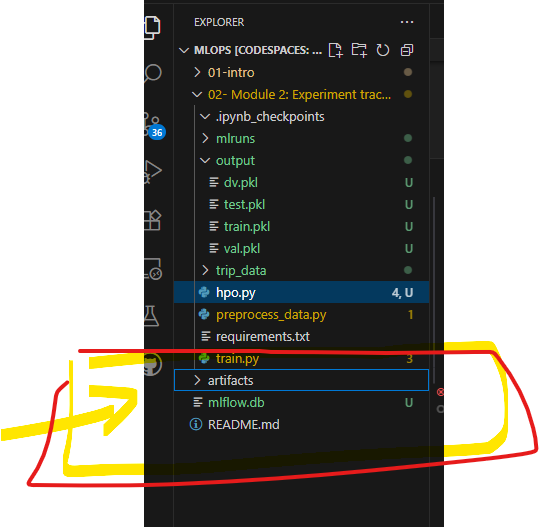 EXPLORER
MLOPS [CODESPACES: ...
01-intro
02- Module 2: Experiment trac...
.ipynb_checkpoints
mlruns
output
dv.pkl U
test.pkl U
train.pkl U
val.pkl U
trip_data
hpo.py 4, U
preprocess_data.py 1
requirements.txt
train.py 3
artifacts
mlflow.db U
README.md
36